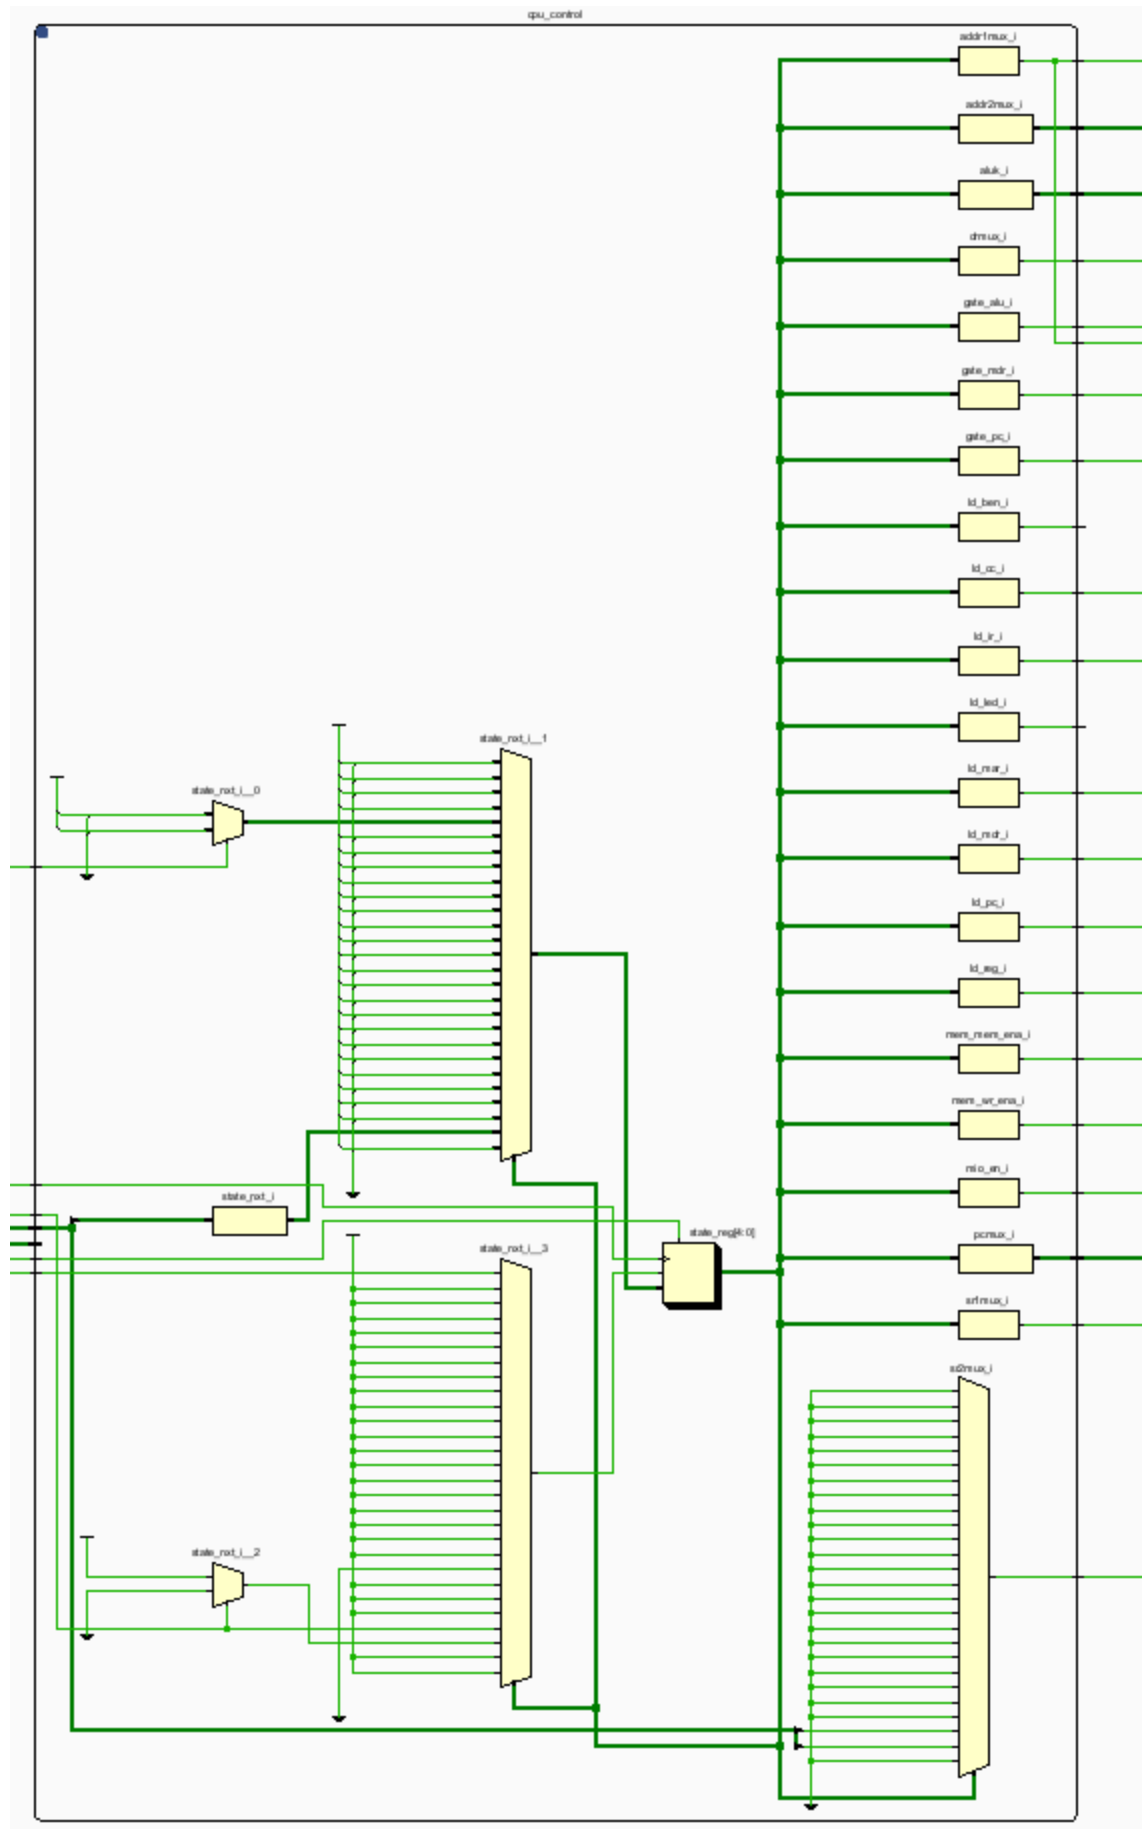 cpu_control
addr1mux_i
addr2mux_i
aluk_i
drmux_i
gate_alu_i
gate_mdr_i
gate_pc_i
ld_ben_i
ld_cc_i
ld_ir_i
ld_led_i
state_nxt_i__1
ld_mar_i
state_nxt_i__0
ld_mdr_i
ld_pc_i
ld_reg_i
mem_mem_ena_i
mem_wr_ena_i
mio_en_i
state_nxt_i
state_reg[4:0]
pcmux_i
state_nxt_i__3
sr1mux_i
sr2mux_i
state_nxt_i__2